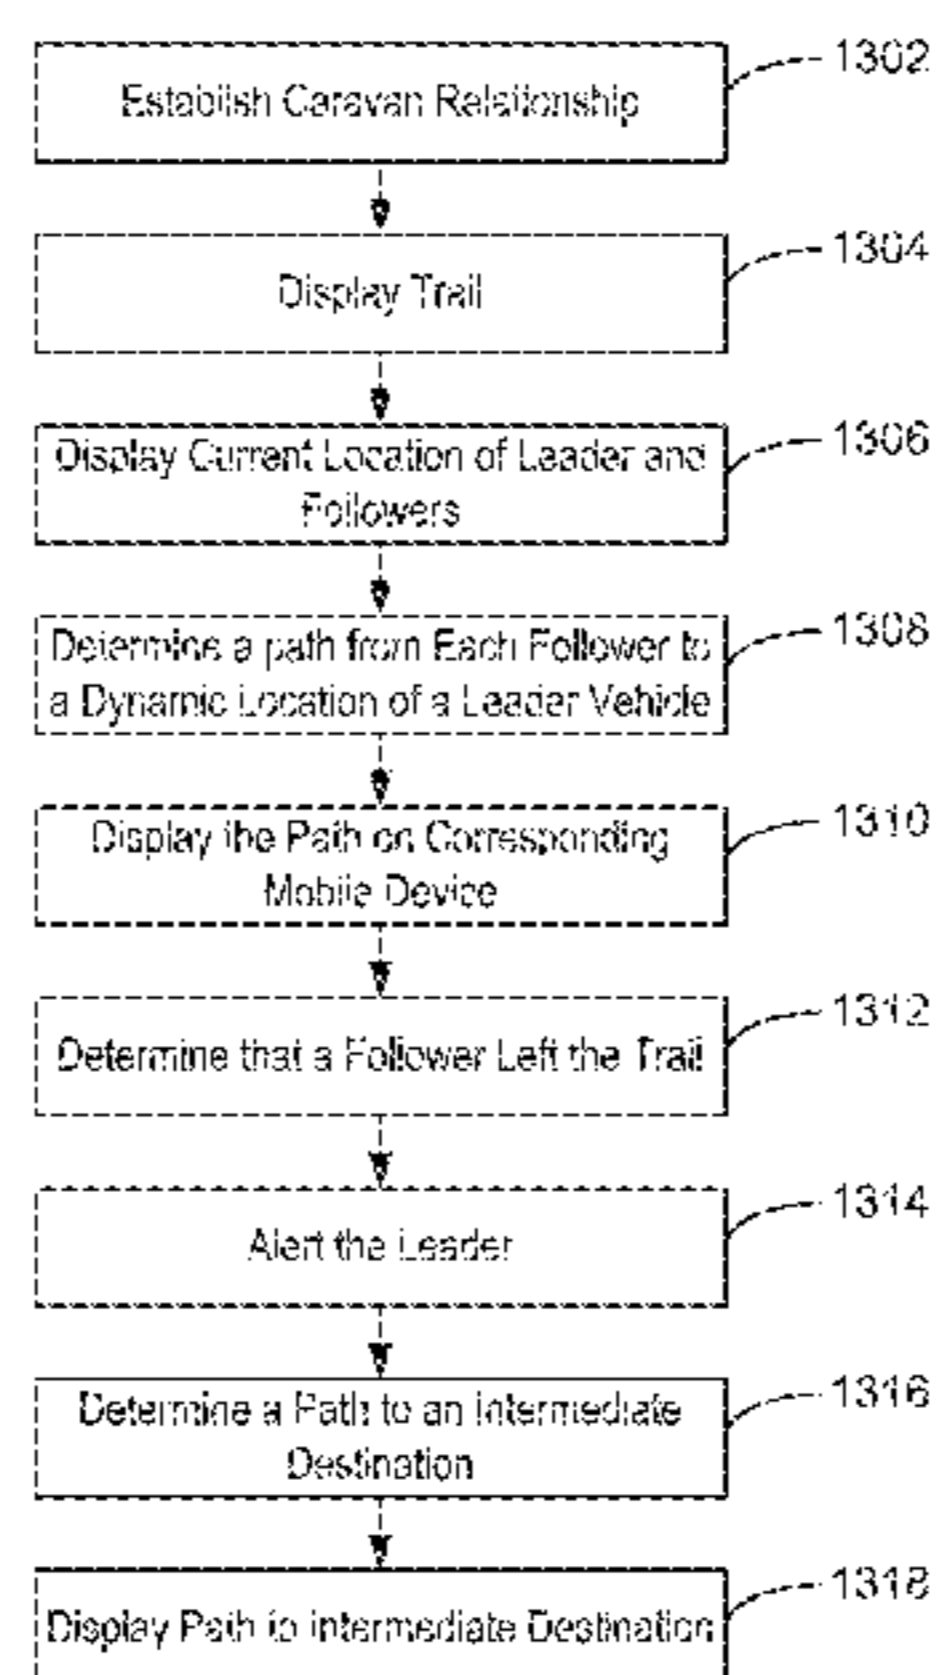 Establish Caravan Relationship
1302
Display Trail
1304
Display Current Location of Leader and
Followers
1306
Determine a path from Each Follower to
a Dynamic Location of a Leader Vehicle
1308
Display the Path on Corresponding
Mobile Device
1310
Determine that a Follower Left the Trail
1312
Alert the Leader
1314
Determine a Path to an Intermediate
Destination
1316
Display Path to Intermediate Destination
1318